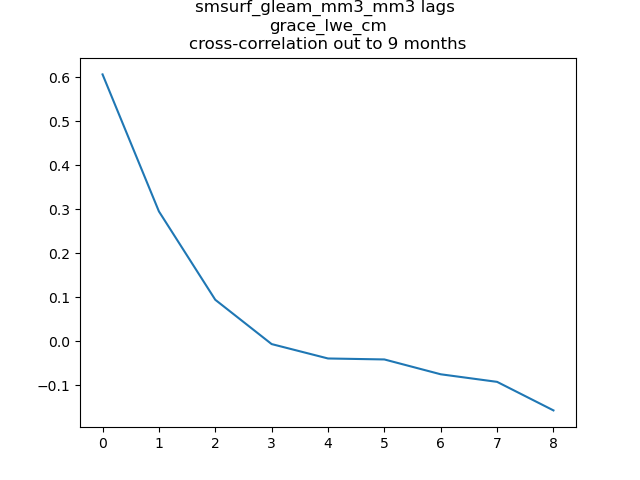 smsurf_gleam_mm3_mm3 lags
grace_lwe_cm
cross-correlation out to 9 months
0.6
0.5
0.4
0.3
0.2
0.1
0.0
−0.1
0 1 2 3 4 5 6 7 8